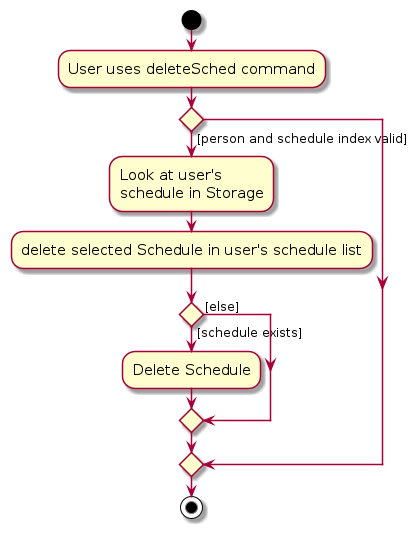 User uses deleteSched command
[person and schedule index valid]
Look at user's
schedule in Storage
delete selected Schedule in user's schedule list
[else]
[schedule exists]
Delete Schedule